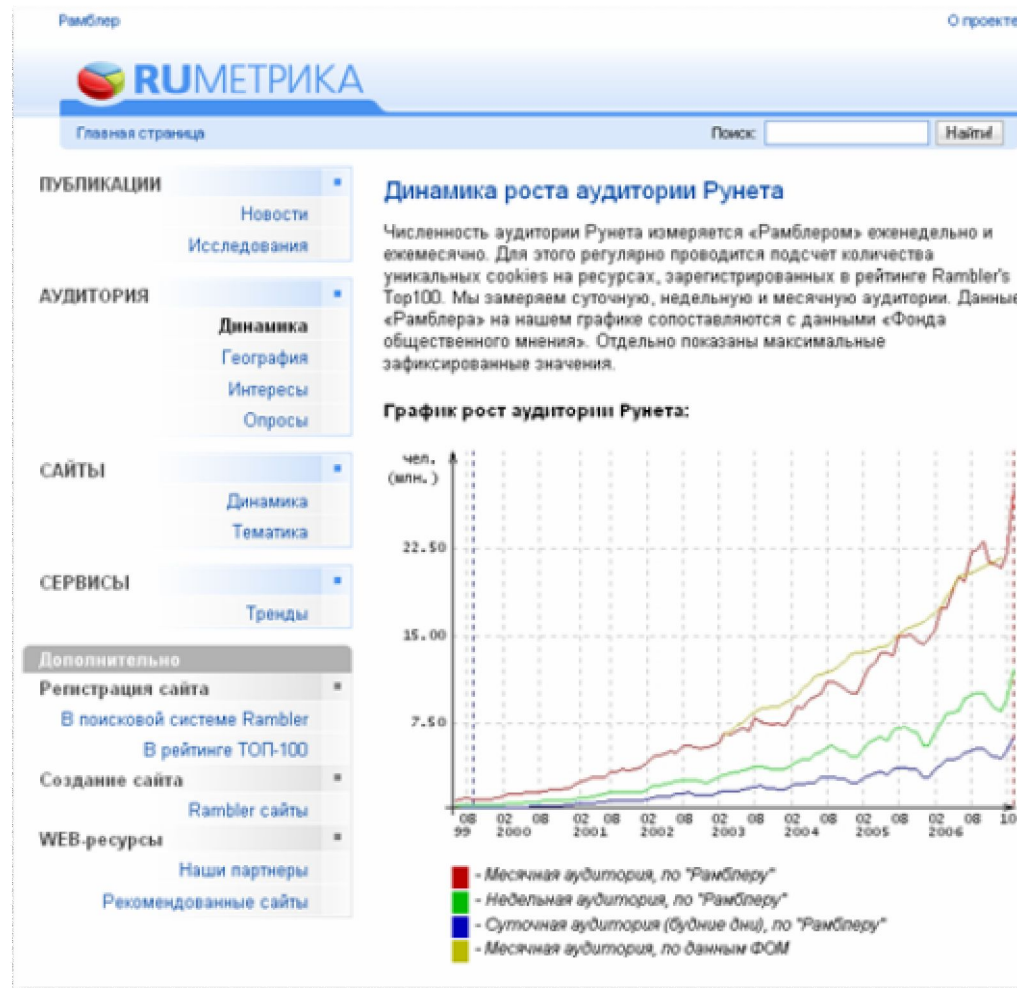 Рамблер
О проекте
RUМЕТРИКА
Главная страница
Поиск:
Найти!
ПУБЛИКАЦИИ
Новости
Исследования
АУДИТОРИЯ
Динамика
География
Интересы
Опросы
САЙТЫ
Динамика
Тематика
СЕРВИСЫ
Тренды
Дополнительно
Регистрация сайта
В поисковой системе Rambler
В рейтинге ТОП-100
Создание сайта
Rambler сайты
WEB-ресурсы
Наши партнеры
Рекомендованные сайты
Динамика роста аудитории Рунета
Численность аудитории Рунета измеряется «Рамблером» еженедельно и
ежемесячно. Для этого регулярно проводится подсчет количества
уникальных cookies на ресурсах, зарегистрированных в рейтинге Rambler's
Top100. Мы замеряем суточную, недельную и месячную аудитории. Данные
«Рамблера» на нашем графике сопоставляются с данными «Фонда
общественного мнения». Отдельно показаны максимальные
зафиксированные значения.
График рост аудитории Рунета:
чел.
(млн.)
22.50
15.00
7.50
08 02 08 02 08 02 08 02 08 02 08 02 08 02 08 10
99 2000 2001 2002 2003 2004 2005 2006
- Месячная аудитория, по "Рамблеру"
- Недельная аудитория, по "Рамблеру"
- Суточная аудитория (будние дни), по "Рамблеру"
- Месячная аудитория, по данным ФОМ